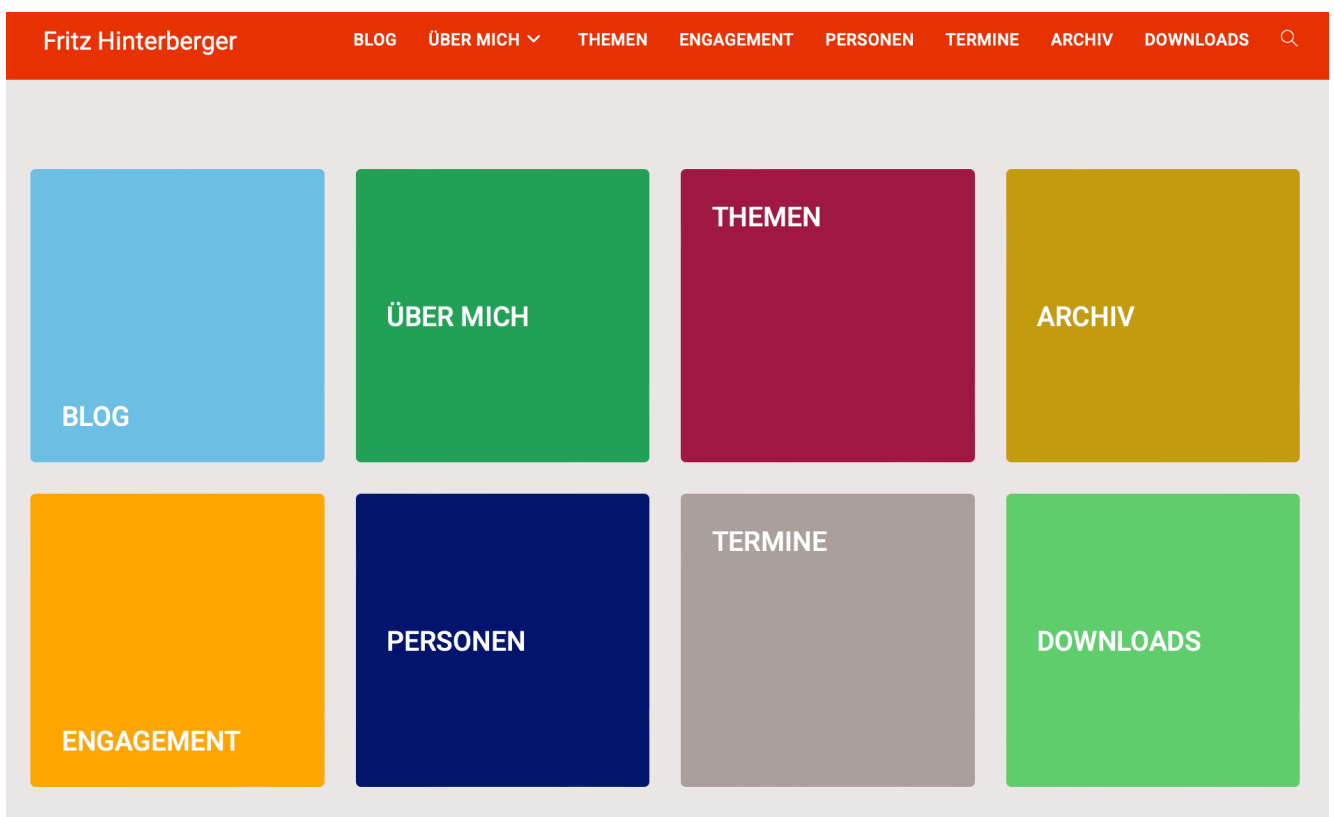 Fritz Hinterberger
BLOG ÜBER MICH THEMEN ENGAGEMENT PERSONEN TERMINE ARCHIV DOWNLOADS
BLOG
ÜBER MICH
THEMEN
ARCHIV
ENGAGEMENT
PERSONEN
TERMINE
DOWNLOADS